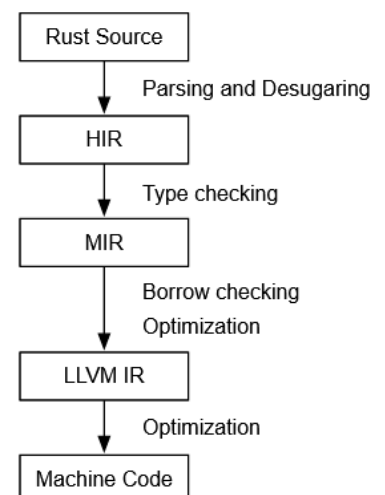 Rust Source
Parsing and Desugaring
HIR
Type checking
MIR
Borrow checking
Optimization
LLVM IR
Optimization
Machine Code